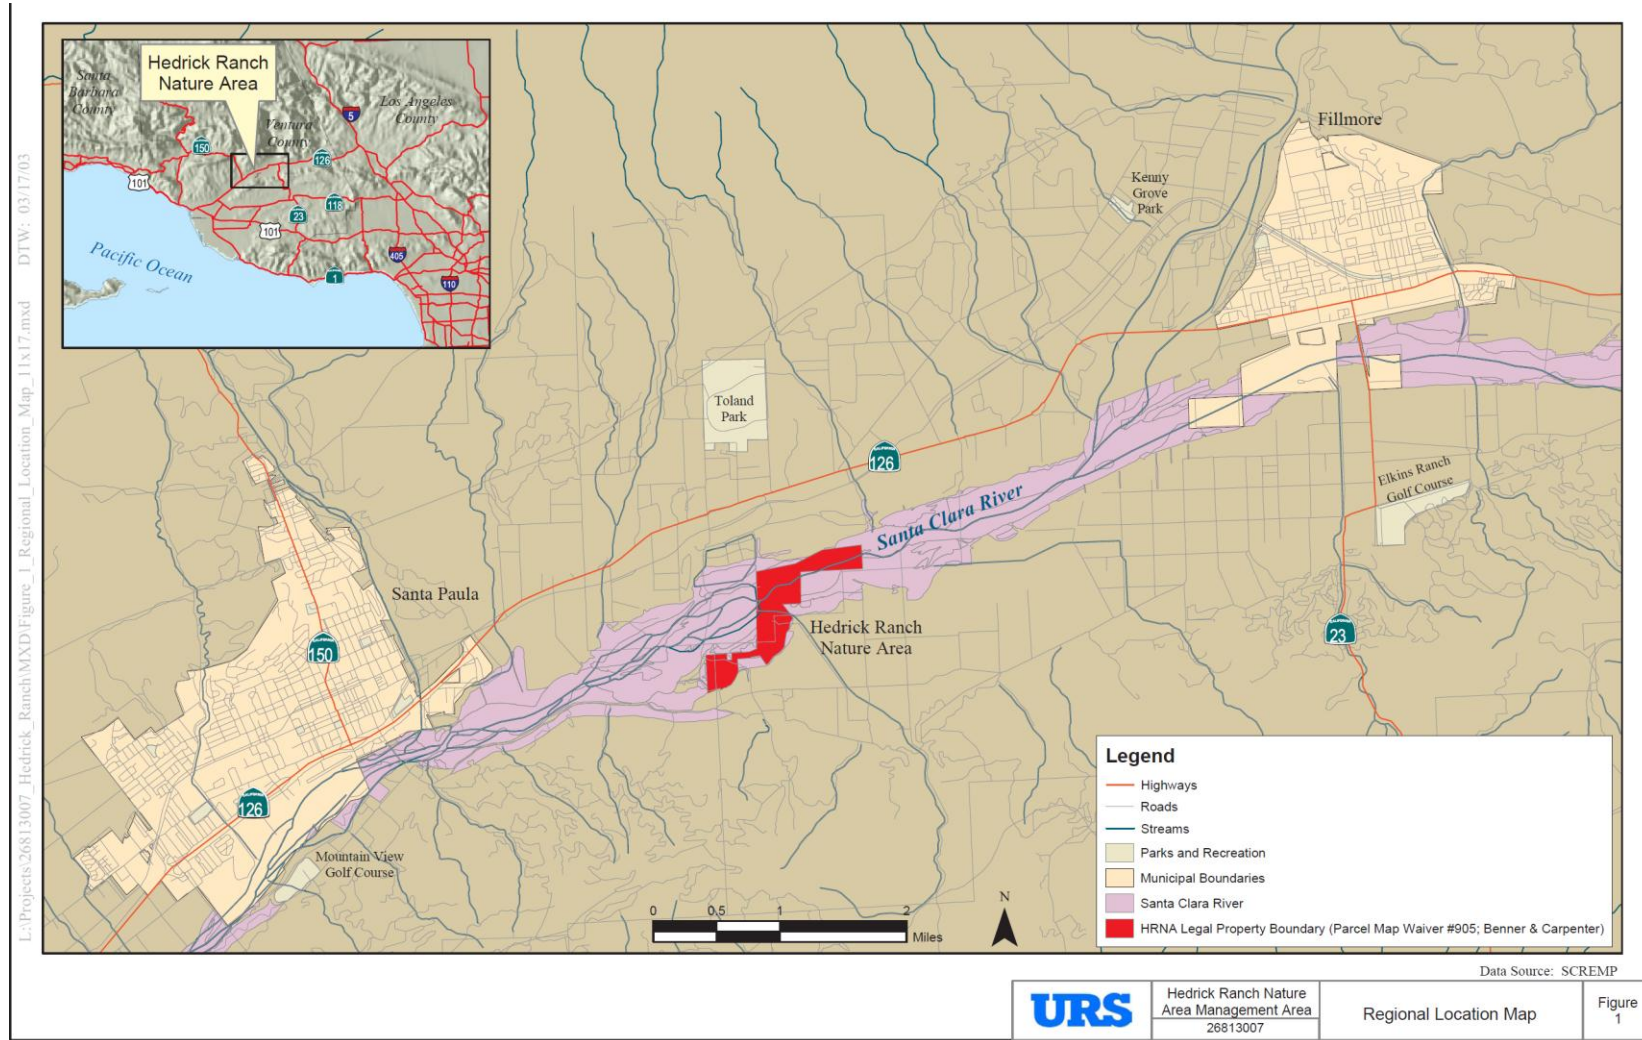 L:\Projects\26813007_Hedrick_Ranch\MXD\Figure_1_Regional_Location_Map_11x17.mxd   DTW: 03/17/03
Hedrick Ranch
Nature Area
Santa
Barbara
County
Ventura
County
Los Angeles
County
5
150
126
101
118
23
101
405
1
110
Pacific Ocean
Fillmore
Kenny
Grove
Park
Toland
Park
126
Santa Clara River
Elkins Ranch
Golf Course
Santa Paula
Hedrick Ranch
Nature Area
150
23
126
Mountain View
Golf Course
0 0.5 1 2
Miles
N
Legend
Highways
Roads
Streams
Parks and Recreation
Municipal Boundaries
Santa Clara River
HRNA Legal Property Boundary (Parcel Map Waiver #905; Benner & Carpenter)
Data Source: SCREMP
URS
Hedrick Ranch Nature
Area Management Area
26813007
Regional Location Map
Figure
1